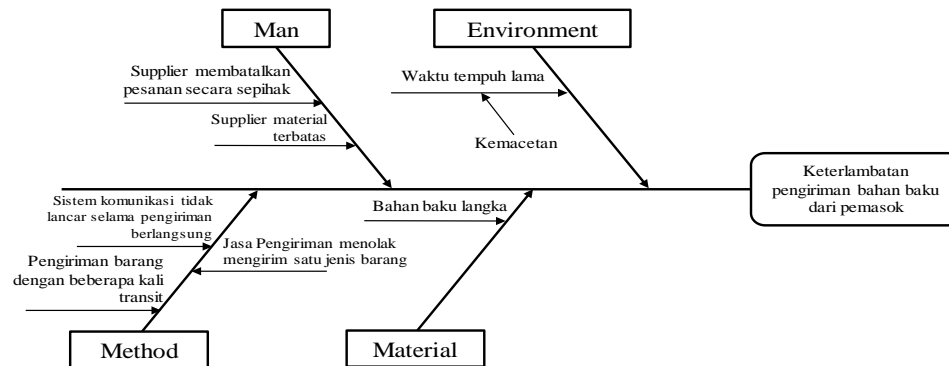 Man
Environment
Supplier membatalkan
pesanan secara sepihak
Waktu tempuh lama
Supplier material
terbatas
Kemacetan
Keterlambatan
pengiriman bahan baku
dari pemasok
Sistem komunikasi tidak
lancar selama pengiriman
berlangsung
Bahan baku langka
Jasa Pengiriman menolak
mengirim satu jenis barang
Pengiriman barang
dengan beberapa kali
transit
Method
Material